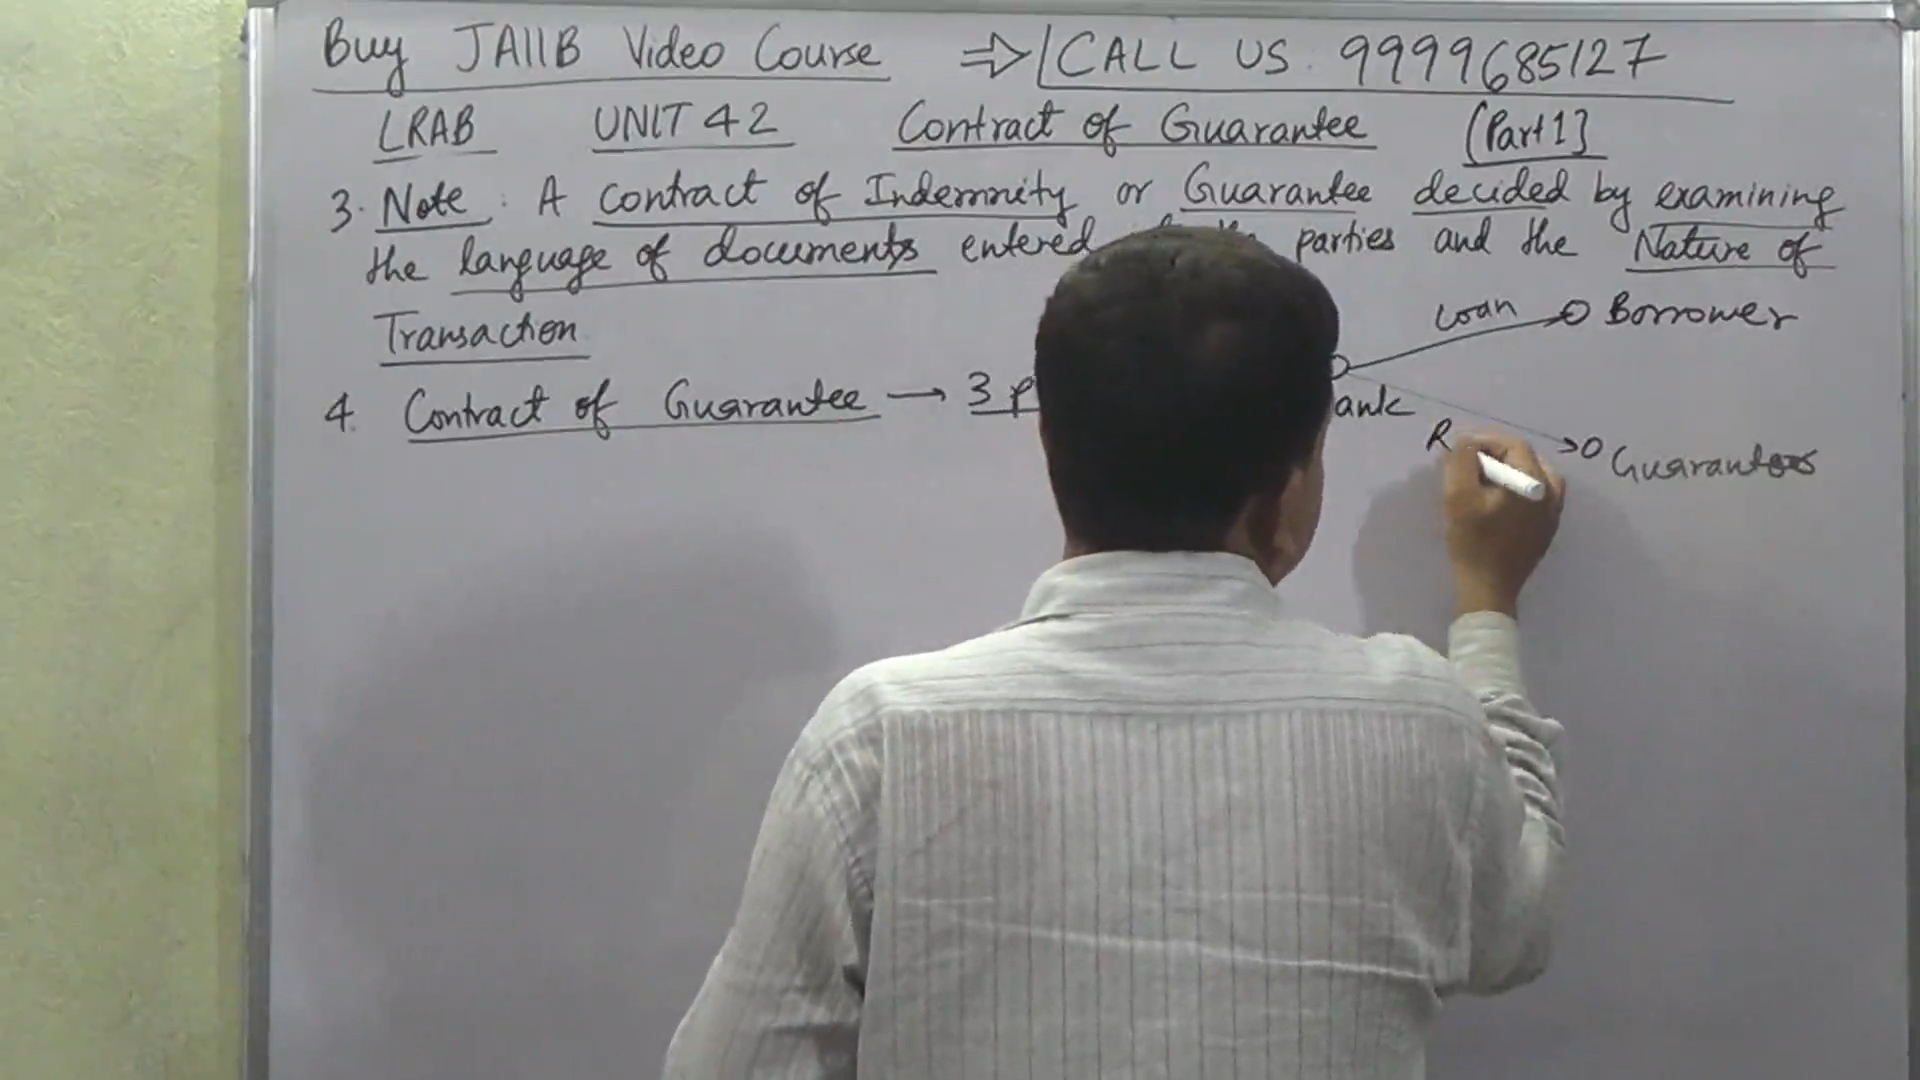 Buy JAIIB Video Course ⇒ CALL US. 9999685127
LRAB UNIT 42 Contract of Guarantee (Part 1]
3. Note: A contract of Indemnity or Guarantee decided by examining
the language of documents entered parties and the Nature of
Transaction
Loan Borrower
4. Contract of Guarantee → 3 p
ank
R
Guarantors